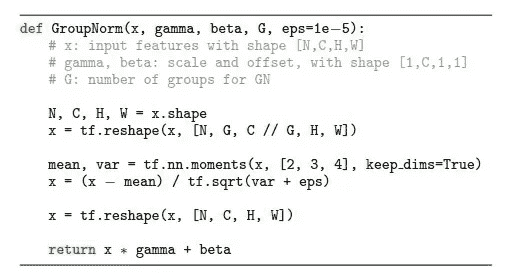 def GroupNorm(x, gamma, beta, G, eps=1e−5):
# x: input features with shape [N,C,H,W]
# gamma, beta: scale and offset, with shape [1,C,1,1]
# G: number of groups for GN
N, C, H, W = x.shape
x = tf.reshape(x, [N, G, C // G, H, W])
mean, var = tf.nn.moments(x, [2, 3, 4], keep_dims=True)
x = (x − mean) / tf.sqrt(var + eps)
x = tf.reshape(x, [N, C, H, W])
return x * gamma + beta